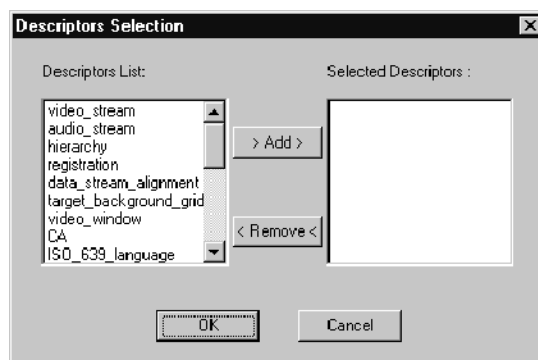 Descriptors Selection
Descriptors List:
Selected Descriptors :
video_stream
audio_stream
hierarchy
registration
data_stream_alignment
target_background_grid
video_window
CA
ISO_639_language
> Add >
< Remove <
OK
Cancel